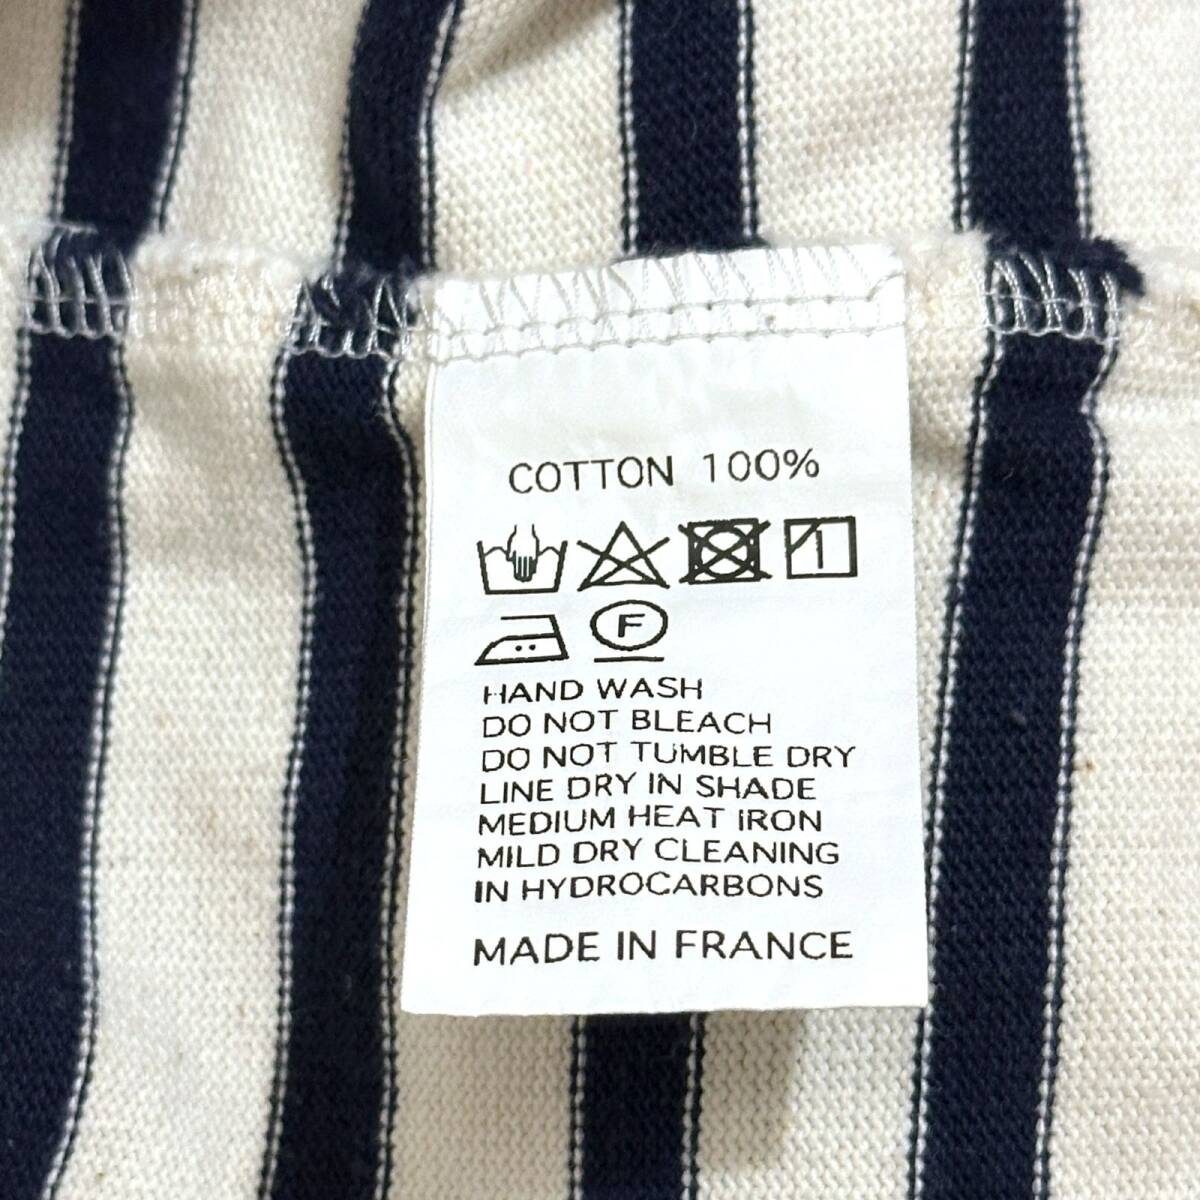 COTTON 100%
F
HAND WASH
DO NOT BLEACH
DO NOT TUMBLE DRY
LINE DRY IN SHADE
MEDIUM HEAT IRON
MILD DRY CLEANING
IN HYDROCARBONS
MADE IN FRANCE